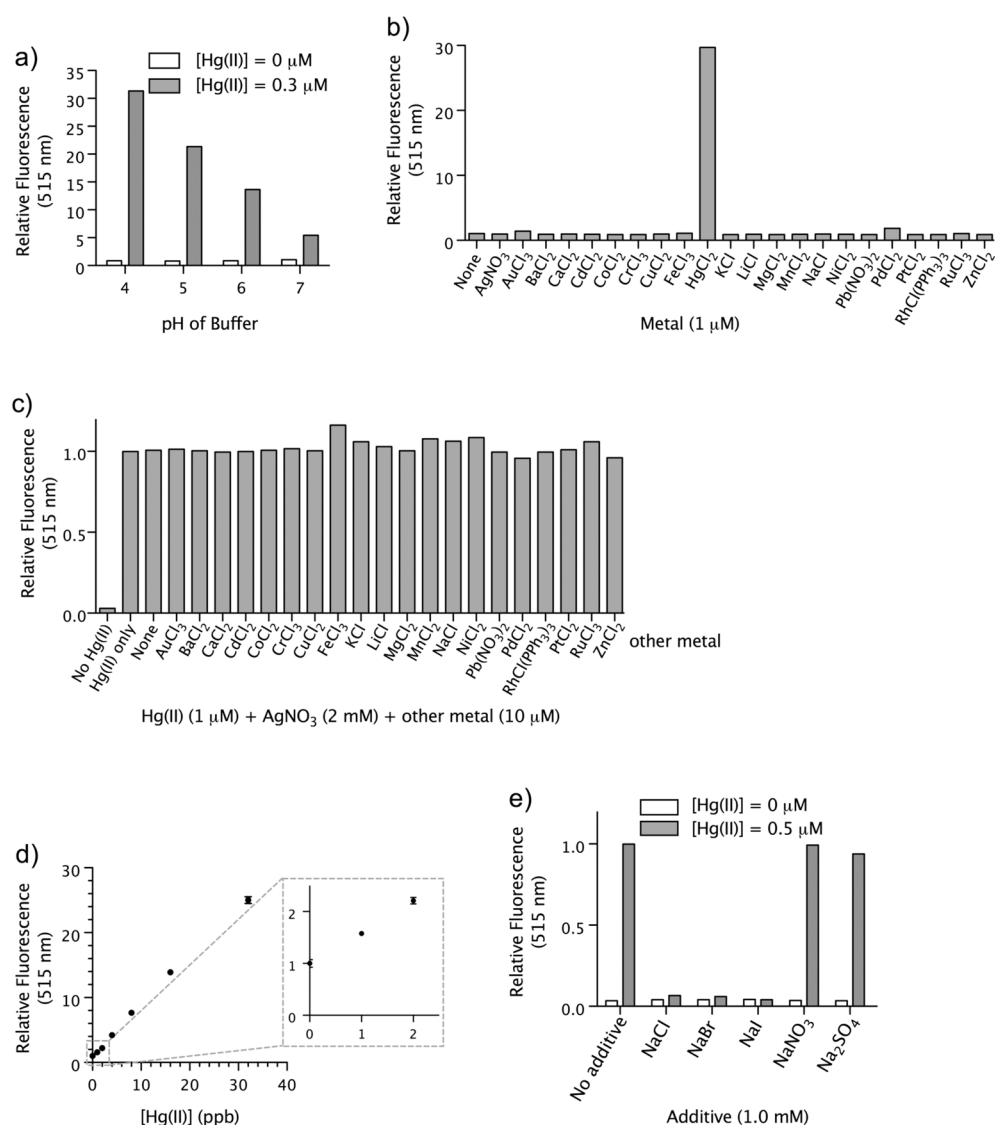 a)
[Hg(II)] = 0 μM
[Hg(II)] = 0.3 μM
Relative Fluorescence
(515 nm)
35
30
25
20
15
10
5
0
4 5 6 7
pH of Buffer
b)
Relative Fluorescence
(515 nm)
30
20
10
0
None
AgNO₃
AuCl₃
BaCl₂
CaCl₂
CdCl₂
CoCl₂
CrCl₃
CuCl₂
FeCl₃
HgCl₂
KCl
LiCl
MgCl₂
MnCl₂
NaCl
NiCl₂
Pb(NO₃)₂
PdCl₂
PtCl₂
RhCl(PPh₃)₃
RuCl₃
ZnCl₂
Metal (1 μM)
c)
Relative Fluorescence
(515 nm)
1.0
0.5
0.0
No Hg(II)
Hg(II) only
None
AuCl₃
BaCl₂
CaCl₂
CdCl₂
CoCl₂
CrCl₃
CuCl₂
FeCl₃
KCl
LiCl
MgCl₂
MnCl₂
NaCl
NiCl₂
Pb(NO₃)₂
PdCl₂
RhCl(PPh₃)₃
PtCl₂
RuCl₃
ZnCl₂
other metal
Hg(II) (1 μM) + AgNO₃ (2 mM) + other metal (10 μM)
d)
Relative Fluorescence
(515 nm)
30
20
10
0
0 10 20 30 40
[Hg(II)] (ppb)
2
1
0
0 1 2
e)
[Hg(II)] = 0 μM
[Hg(II)] = 0.5 μM
Relative Fluorescence
(515 nm)
1.0
0.5
0.0
No additive
NaCl
NaBr
NaI
NaNO₃
Na₂SO₄
Additive (1.0 mM)